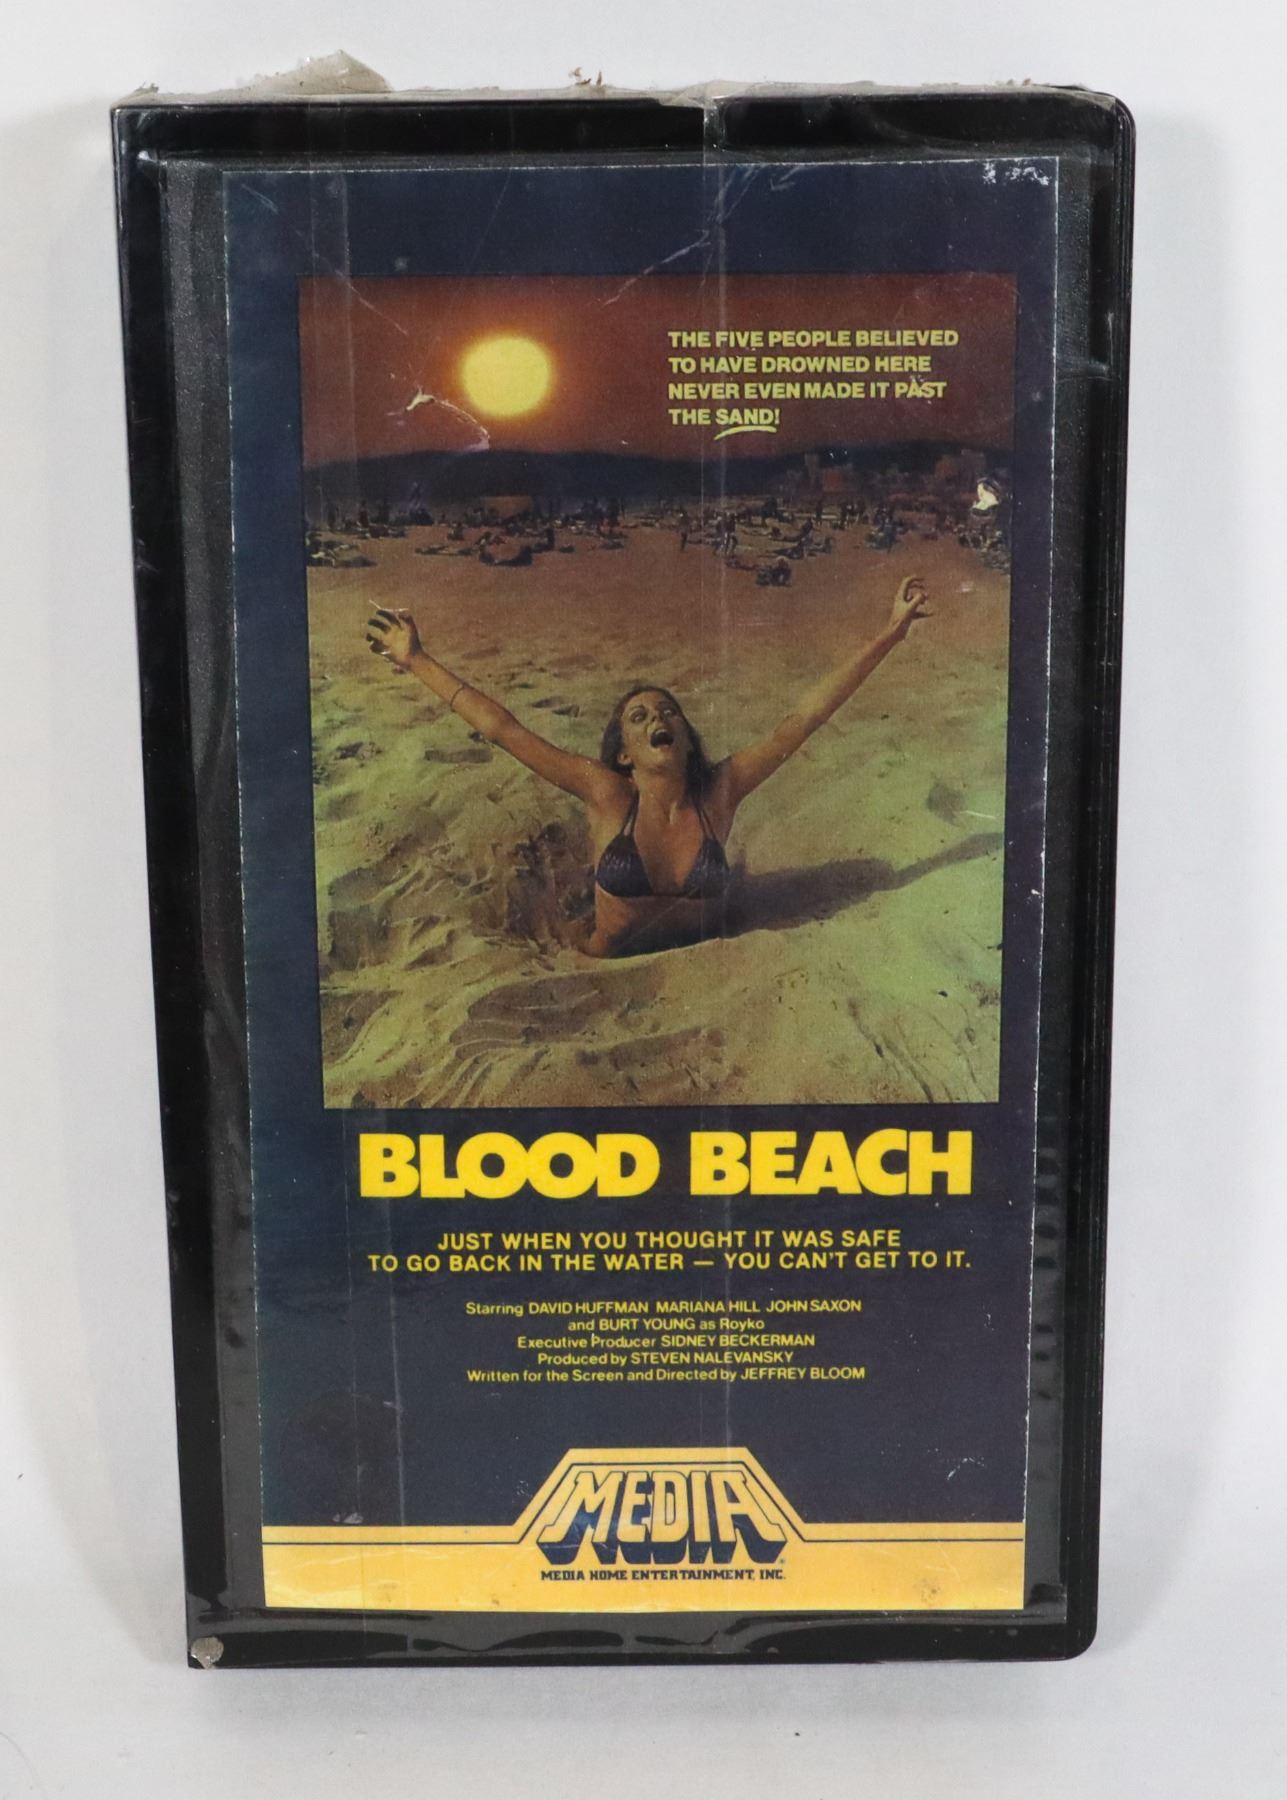 THE FIVE PEOPLE BELIEVED
TO HAVE DROWNED HERE
NEVER EVEN MADE IT PAST
THE SAND!
BLOOD BEACH
JUST WHEN YOU THOUGHT IT WAS SAFE
TO GO BACK IN THE WATER — YOU CAN'T GET TO IT.
Starring DAVID HUFFMAN MARIANA HILL JOHN SAXON
and BURT YOUNG as Royko
Executive Producer SIDNEY BECKERMAN
Produced by STEVEN NALEVANSKY
Written for the Screen and Directed by JEFFREY BLOOM
MEDIA
MEDIA HOME ENTERTAINMENT, INC.